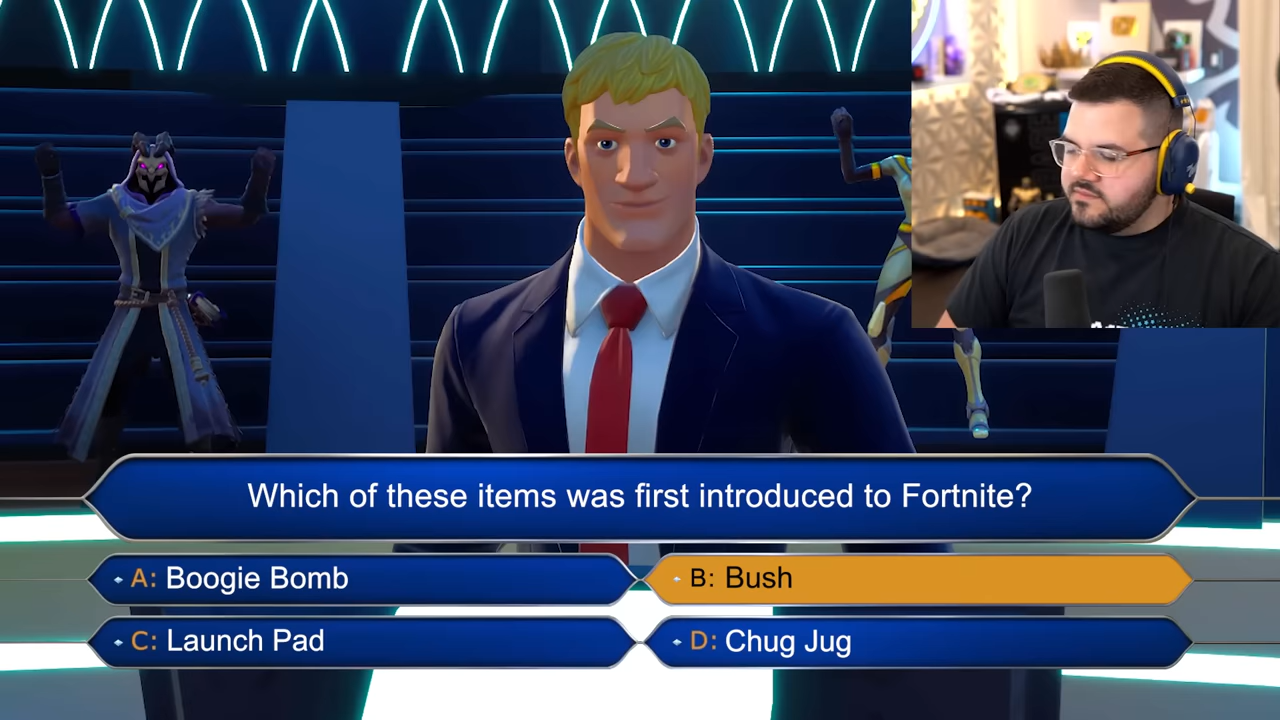 Which of these items was first introduced to Fortnite?
A: Boogie Bomb
B: Bush
C: Launch Pad
D: Chug Jug